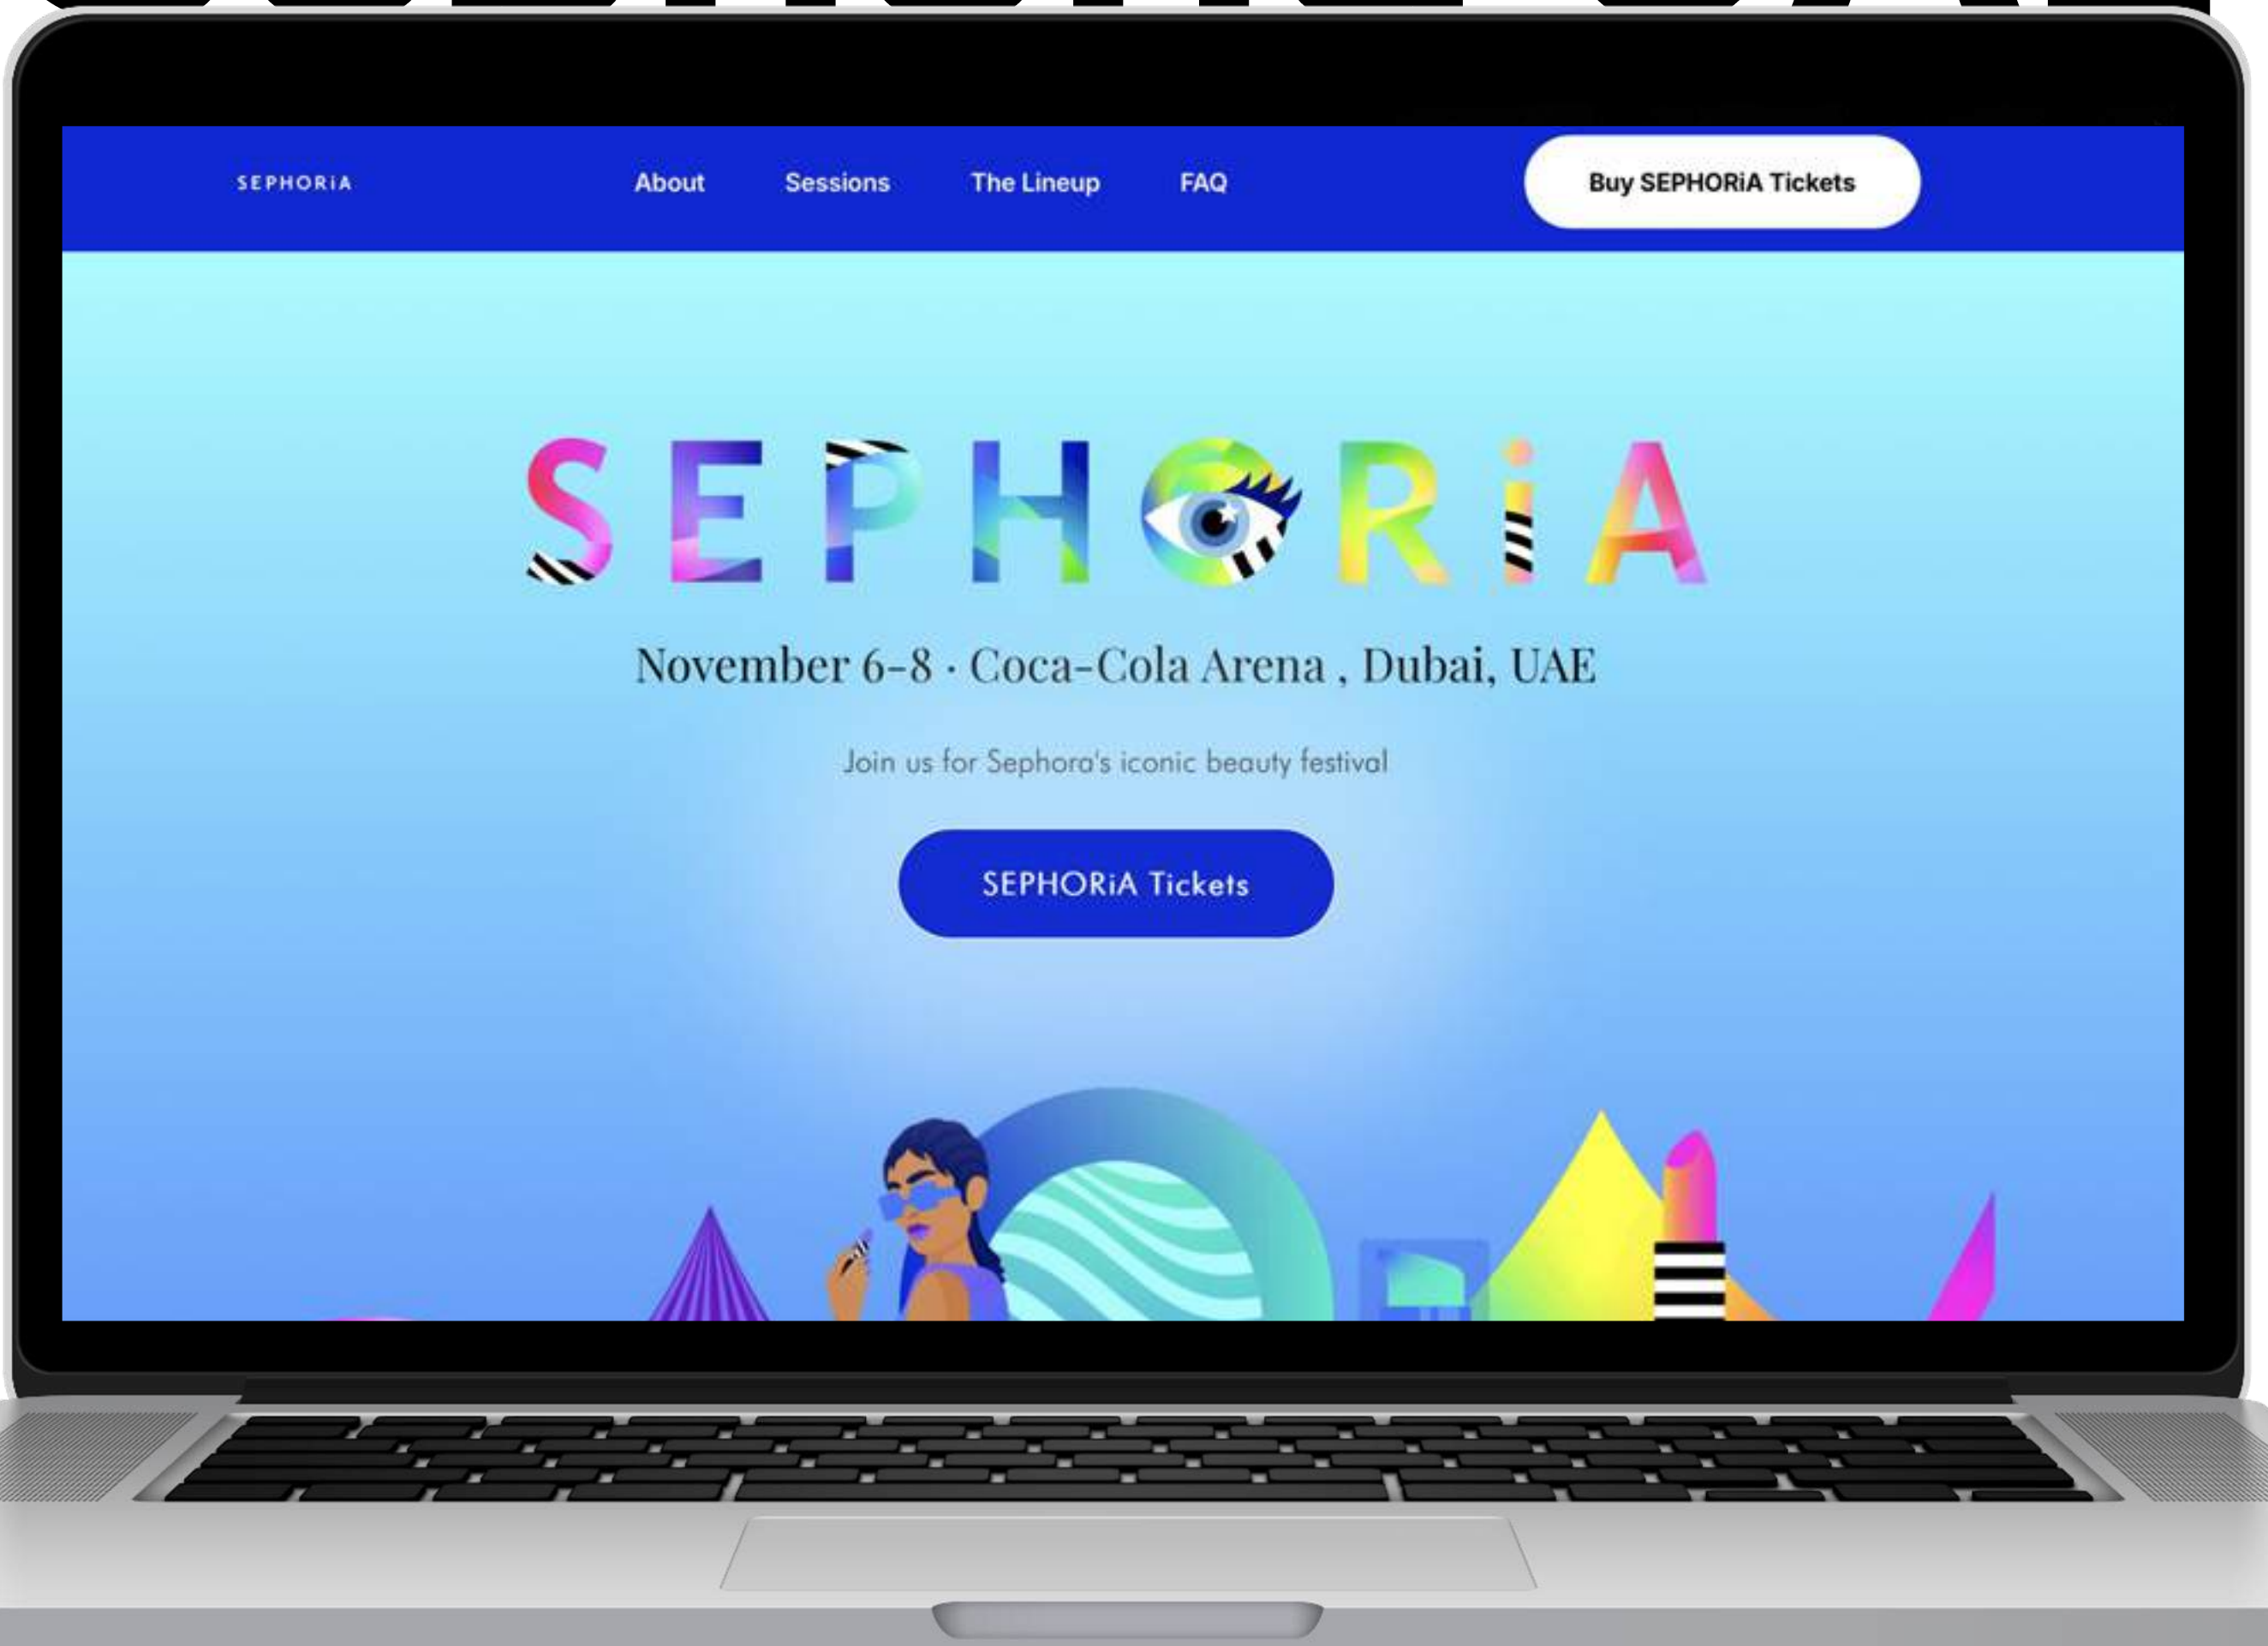 SEPHORiA
About
Sessions
The Lineup
FAQ
Buy SEPHORiA Tickets
SEPHORiA
November 6-8 · Coca-Cola Arena , Dubai, UAE
Join us for Sephora's iconic beauty festival
SEPHORiA Tickets